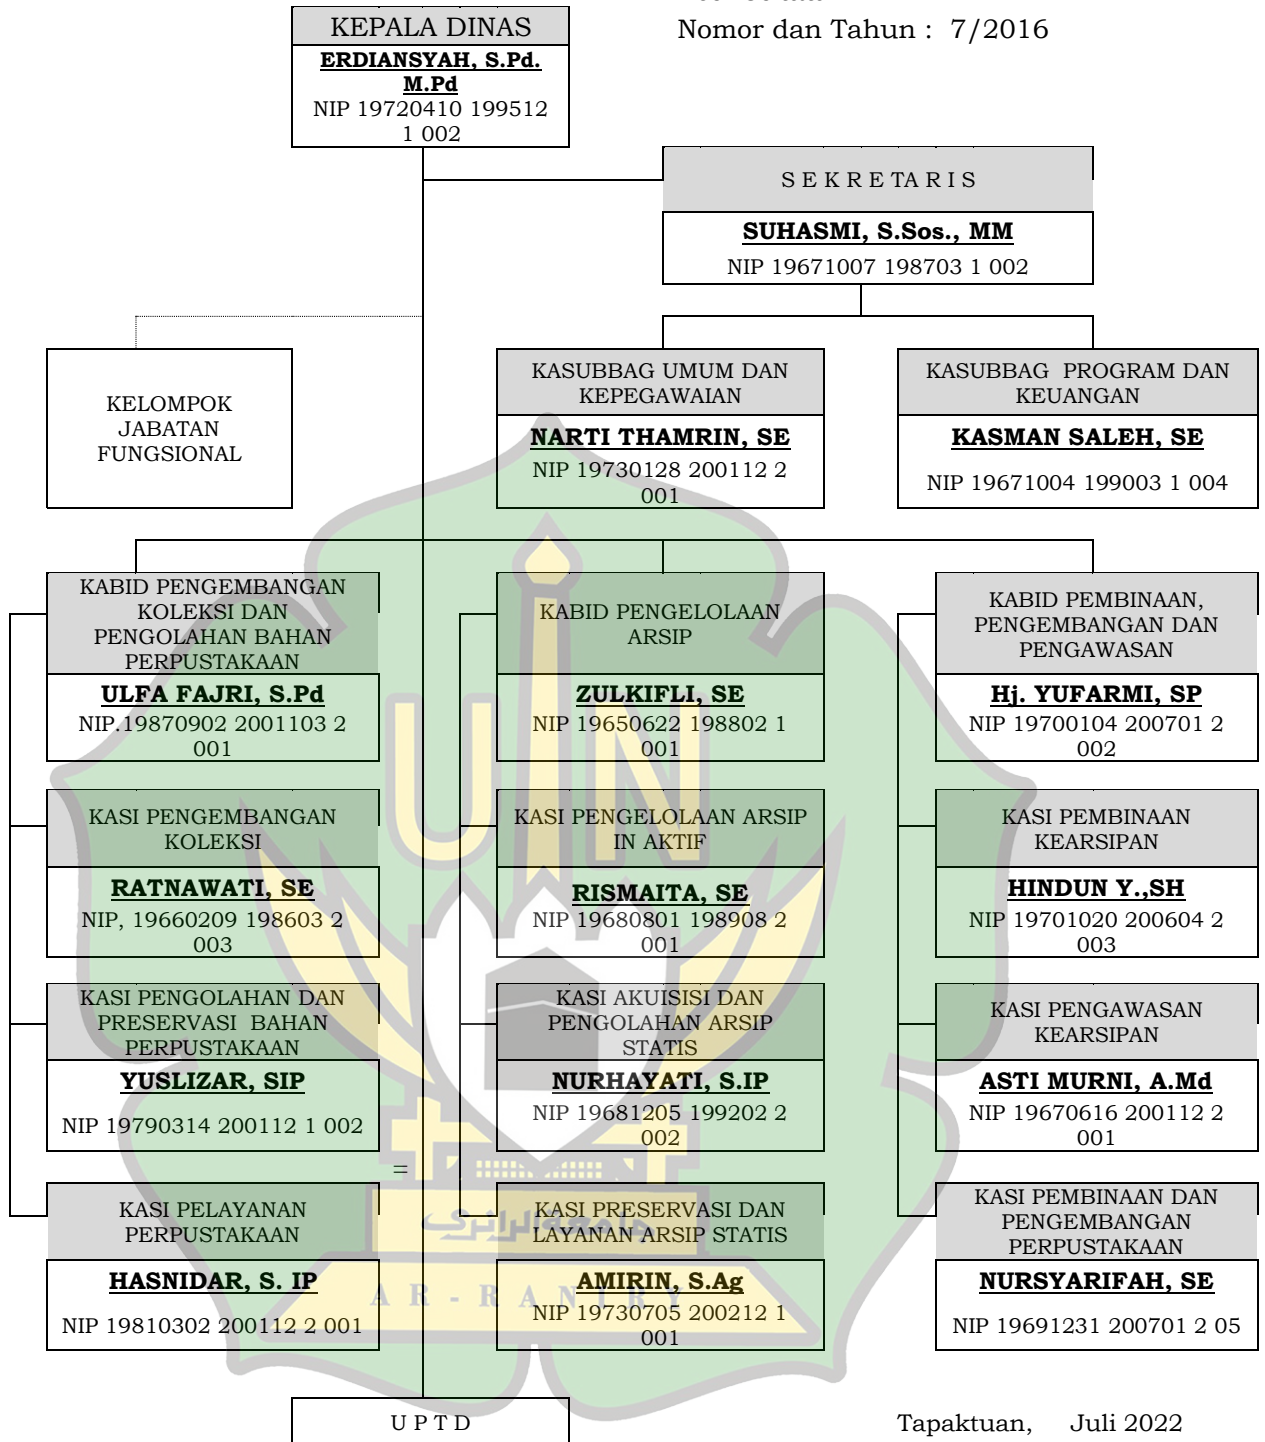 KEPALA DINAS
ERDIANSYAH, S.Pd.
M.Pd
NIP 19720410 199512
1 002
Nomor dan Tahun : 7/2016
S E K R E TA R I S
SUHASMI, S.Sos., MM
NIP 19671007 198703 1 002
KELOMPOK
JABATAN
FUNGSIONAL
KASUBBAG UMUM DAN
KEPEGAWAIAN
NARTI THAMRIN, SE
NIP 19730128 200112 2
001
KASUBBAG PROGRAM DAN
KEUANGAN
KASMAN SALEH, SE
NIP 19671004 199003 1 004
KABID PENGEMBANGAN
KOLEKSI DAN
PENGOLAHAN BAHAN
PERPUSTAKAAN
ULFA FAJRI, S.Pd
NIP.19870902 2001103 2
001
KABID PENGELOLAAN
ARSIP
ZULKIFLI, SE
NIP 19650622 198802 1
001
KABID PEMBINAAN,
PENGEMBANGAN DAN
PENGAWASAN
Hj. YUFARMI, SP
NIP 19700104 200701 2
002
KASI PENGEMBANGAN
KOLEKSI
RATNAWATI, SE
NIP, 19660209 198603 2
003
KASI PENGELOLAAN ARSIP
IN AKTIF
RISMAITA, SE
NIP 19680801 198908 2
001
KASI PEMBINAAN
KEARSIPAN
HINDUN Y.,SH
NIP 19701020 200604 2
003
KASI PENGOLAHAN DAN
PRESERVASI BAHAN
PERPUSTAKAAN
YUSLIZAR, SIP
NIP 19790314 200112 1 002
=
KASI AKUISISI DAN
PENGOLAHAN ARSIP
STATIS
NURHAYATI, S.IP
NIP 19681205 199202 2
002
KASI PENGAWASAN
KEARSIPAN
ASTI MURNI, A.Md
NIP 19670616 200112 2
001
KASI PELAYANAN
PERPUSTAKAAN
HASNIDAR, S. IP
NIP 19810302 200112 2 001
KASI PRESERVASI DAN
LAYANAN ARSIP STATIS
AMIRIN, S.Ag
NIP 19730705 200212 1
001
KASI PEMBINAAN DAN
PENGEMBANGAN
PERPUSTAKAAN
NURSYARIFAH, SE
NIP 19691231 200701 2 05
UIN
جامعة الرانري
AR-RANIRY
U P T D
Tapaktuan, Juli 2022